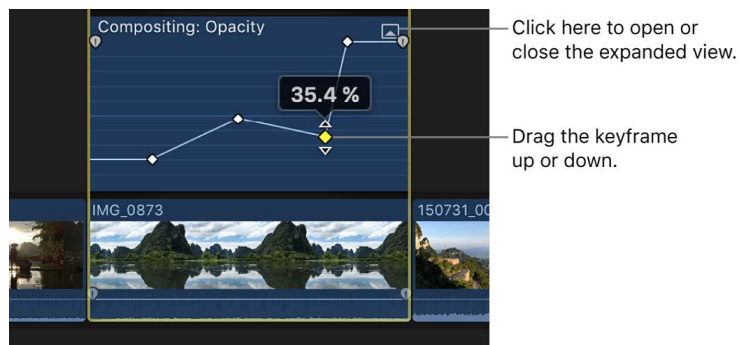 Compositing: Opacity
Click here to open or
close the expanded view.
35.4 %
Drag the keyframe
up or down.
IMG_0873
150731_00